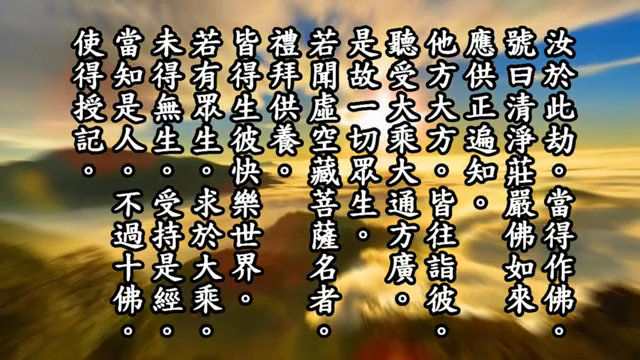 汝於此劫。當得作佛。
號曰清淨莊嚴佛如來
應供正遍知。
他方大方。皆往詣彼。
聽受大乘大通方廣。
是故一切眾生。
若聞虛空藏菩薩名者。
禮拜供養。
皆得生彼快樂世界。
若有眾生。求於大乘。
未得無生。受持是經。
當知是人。不過十佛。
使得授記。